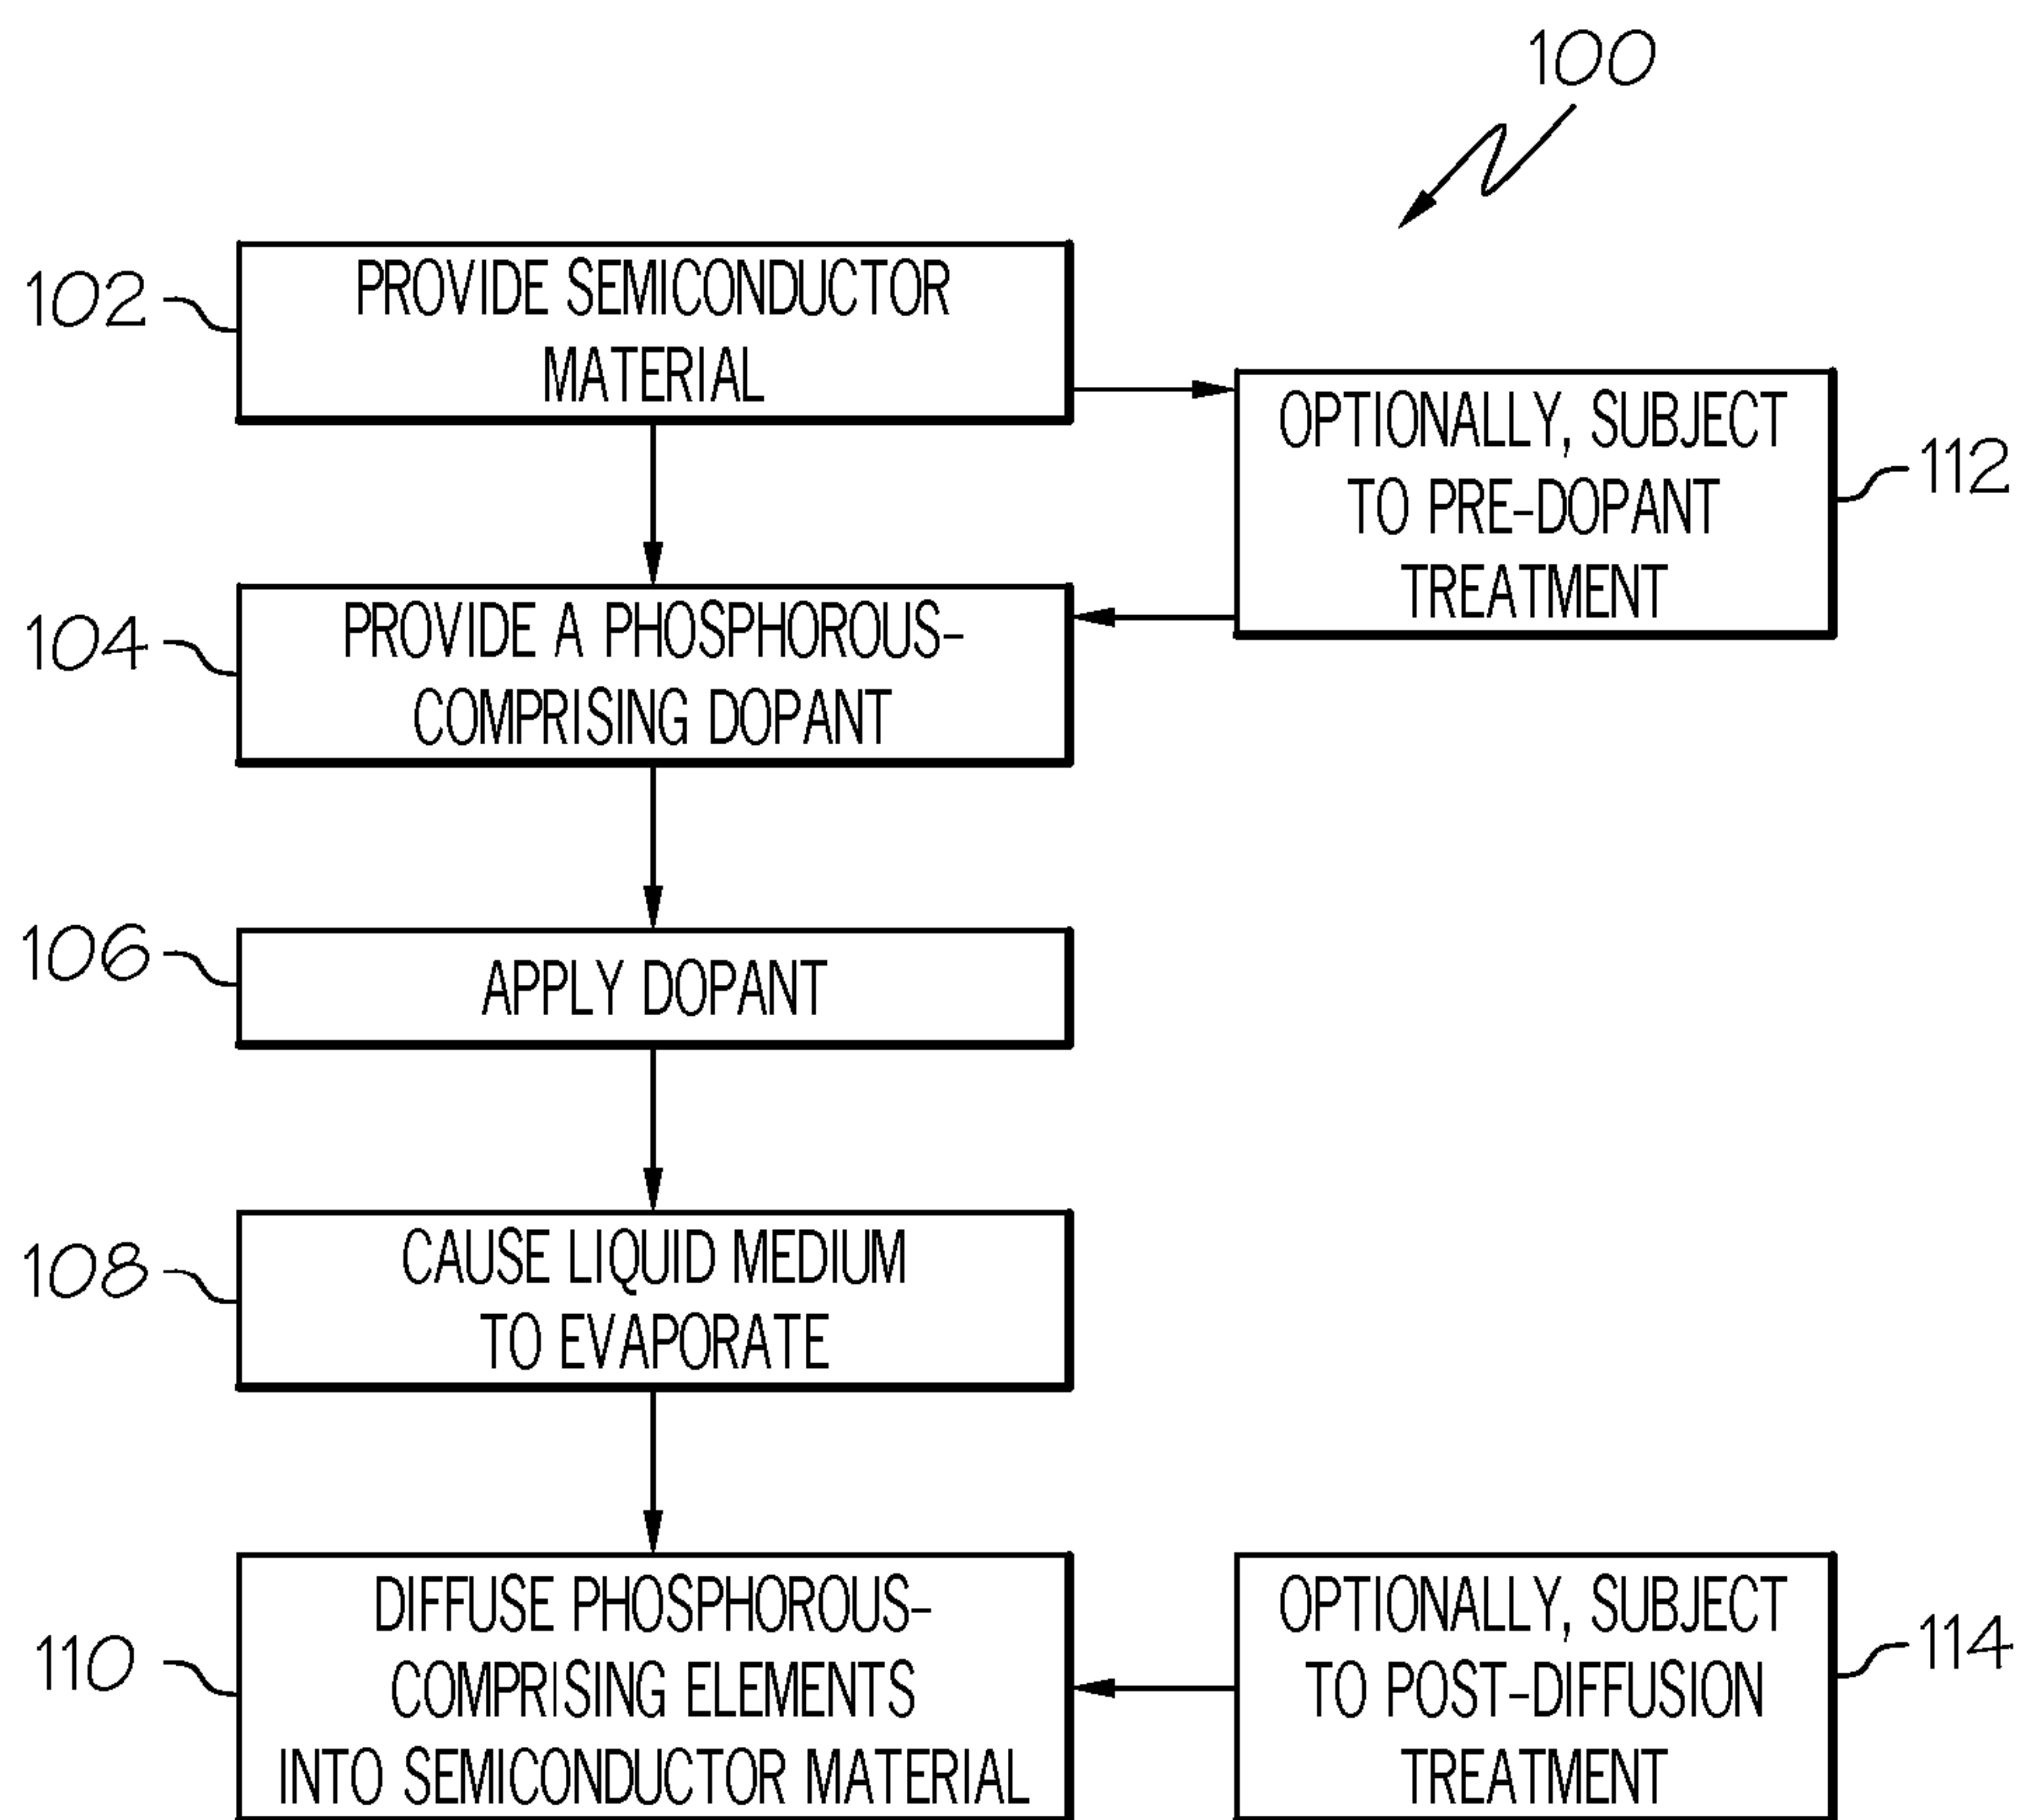 100
102
PROVIDE SEMICONDUCTOR
MATERIAL
OPTIONALLY, SUBJECT
TO PRE-DOPANT
TREATMENT
112
104
PROVIDE A PHOSPHOROUS-
COMPRISING DOPANT
106
APPLY DOPANT
108
CAUSE LIQUID MEDIUM
TO EVAPORATE
110
DIFFUSE PHOSPHOROUS-
COMPRISING ELEMENTS
INTO SEMICONDUCTOR MATERIAL
OPTIONALLY, SUBJECT
TO POST-DIFFUSION
TREATMENT
114